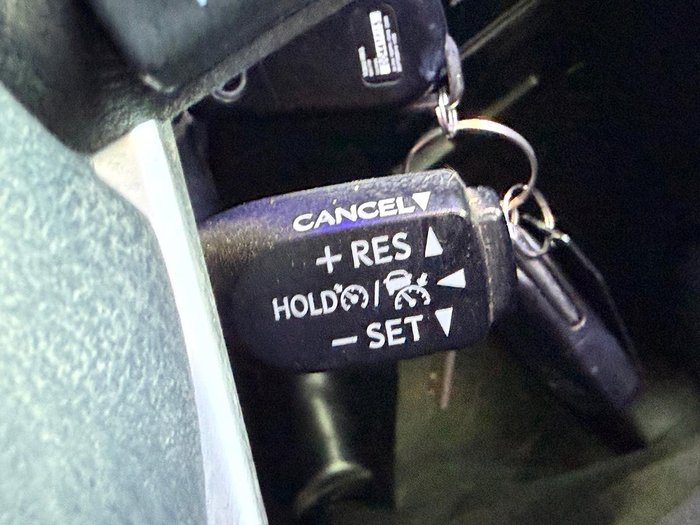 CANCEL▼
+ RES ▲
HOLD / ◀
− SET ▼